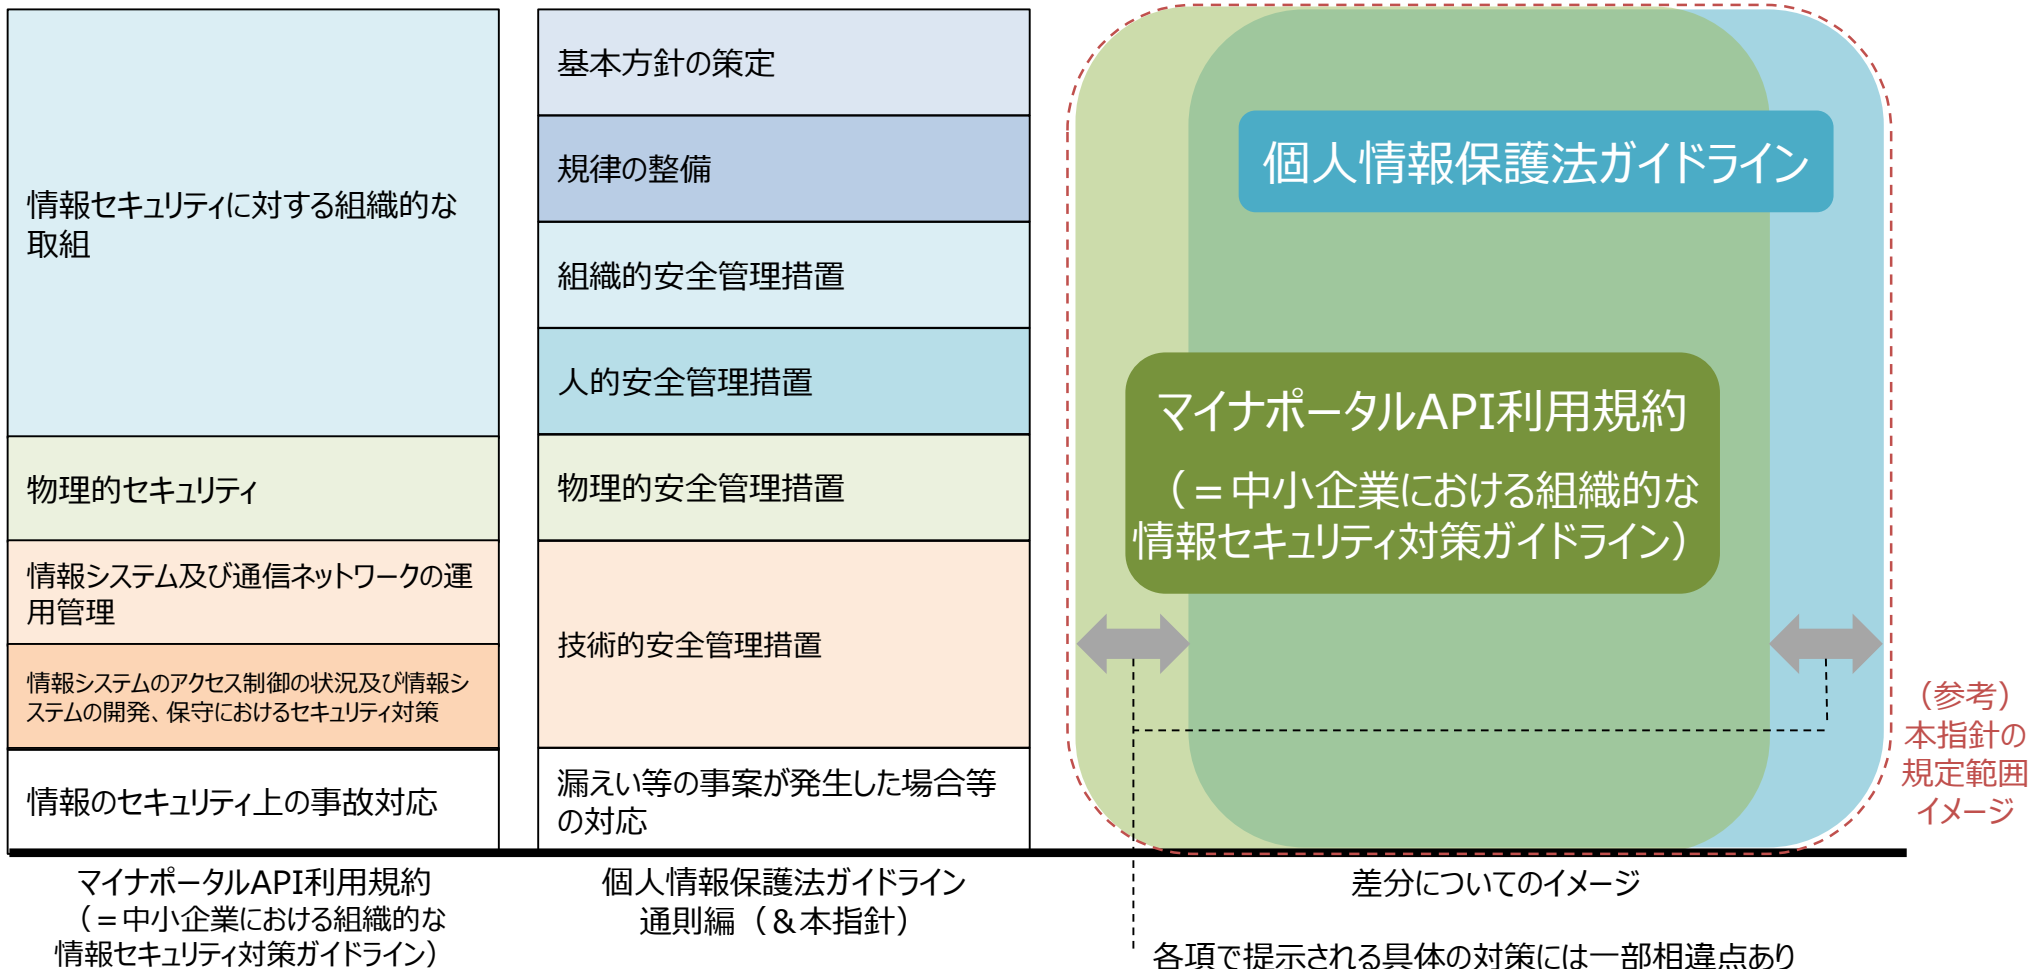 情報セキュリティに対する組織的な
取組
物理的セキュリティ
情報システム及び通信ネットワークの運
用管理
情報システムのアクセス制御の状況及び情報シ
ステムの開発、保守におけるセキュリティ対策
情報のセキュリティ上の事故対応
マイナポータルAPI利用規約
（＝中小企業における組織的な
情報セキュリティ対策ガイドライン）
基本方針の策定
規律の整備
組織的安全管理措置
人的安全管理措置
物理的安全管理措置
技術的安全管理措置
漏えい等の事案が発生した場合等
の対応
個人情報保護法ガイドライン
通則編（＆本指針）
個人情報保護法ガイドライン
マイナポータルAPI利用規約
（＝中小企業における組織的な
情報セキュリティ対策ガイドライン）
（参考）
本指針の
規定範囲
イメージ
差分についてのイメージ
各項で提示される具体の対策には一部相違点あり